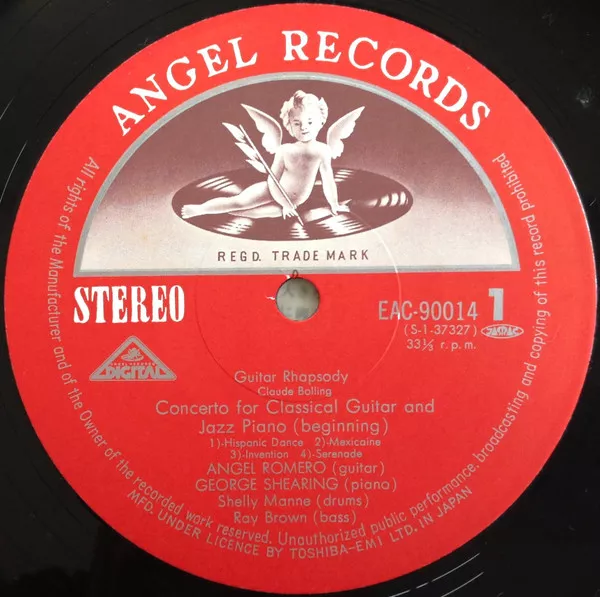 ANGEL RECORDS
REGD. TRADE MARK
STEREO
EAC-90014 1
(S-1-37327) JASRAC
33⅓ r.p.m.
ANGEL RECORDS
DIGITAL
Guitar Rhapsody
Claude Bolling
Concerto for Classical Guitar and
Jazz Piano (beginning)
1)-Hispanic Dance 2)-Mexicaine
3)-Invention 4)-Serenade
ANGEL ROMERO (guitar)
GEORGE SHEARING (piano)
Shelly Manne (drums)
Ray Brown (bass)
All rights of the Manufacturer and of the Owner of the recorded work reserved. Unauthorized public performance, broadcasting and copying of this record prohibited
MFD. UNDER LICENCE BY TOSHIBA-EMI LTD. IN JAPAN